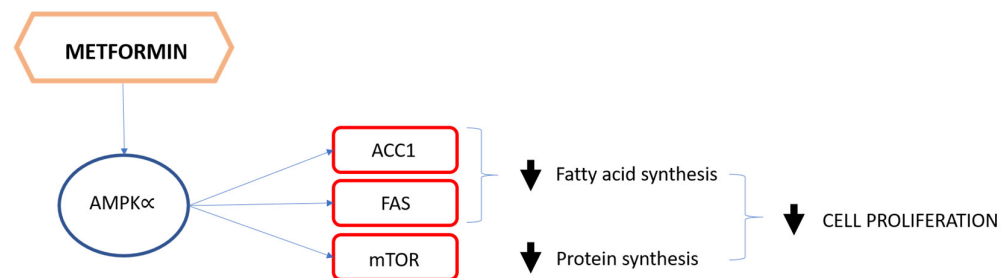 METFORMIN
AMPK∝
ACC1
FAS
mTOR
Fatty acid synthesis
Protein synthesis
CELL PROLIFERATION